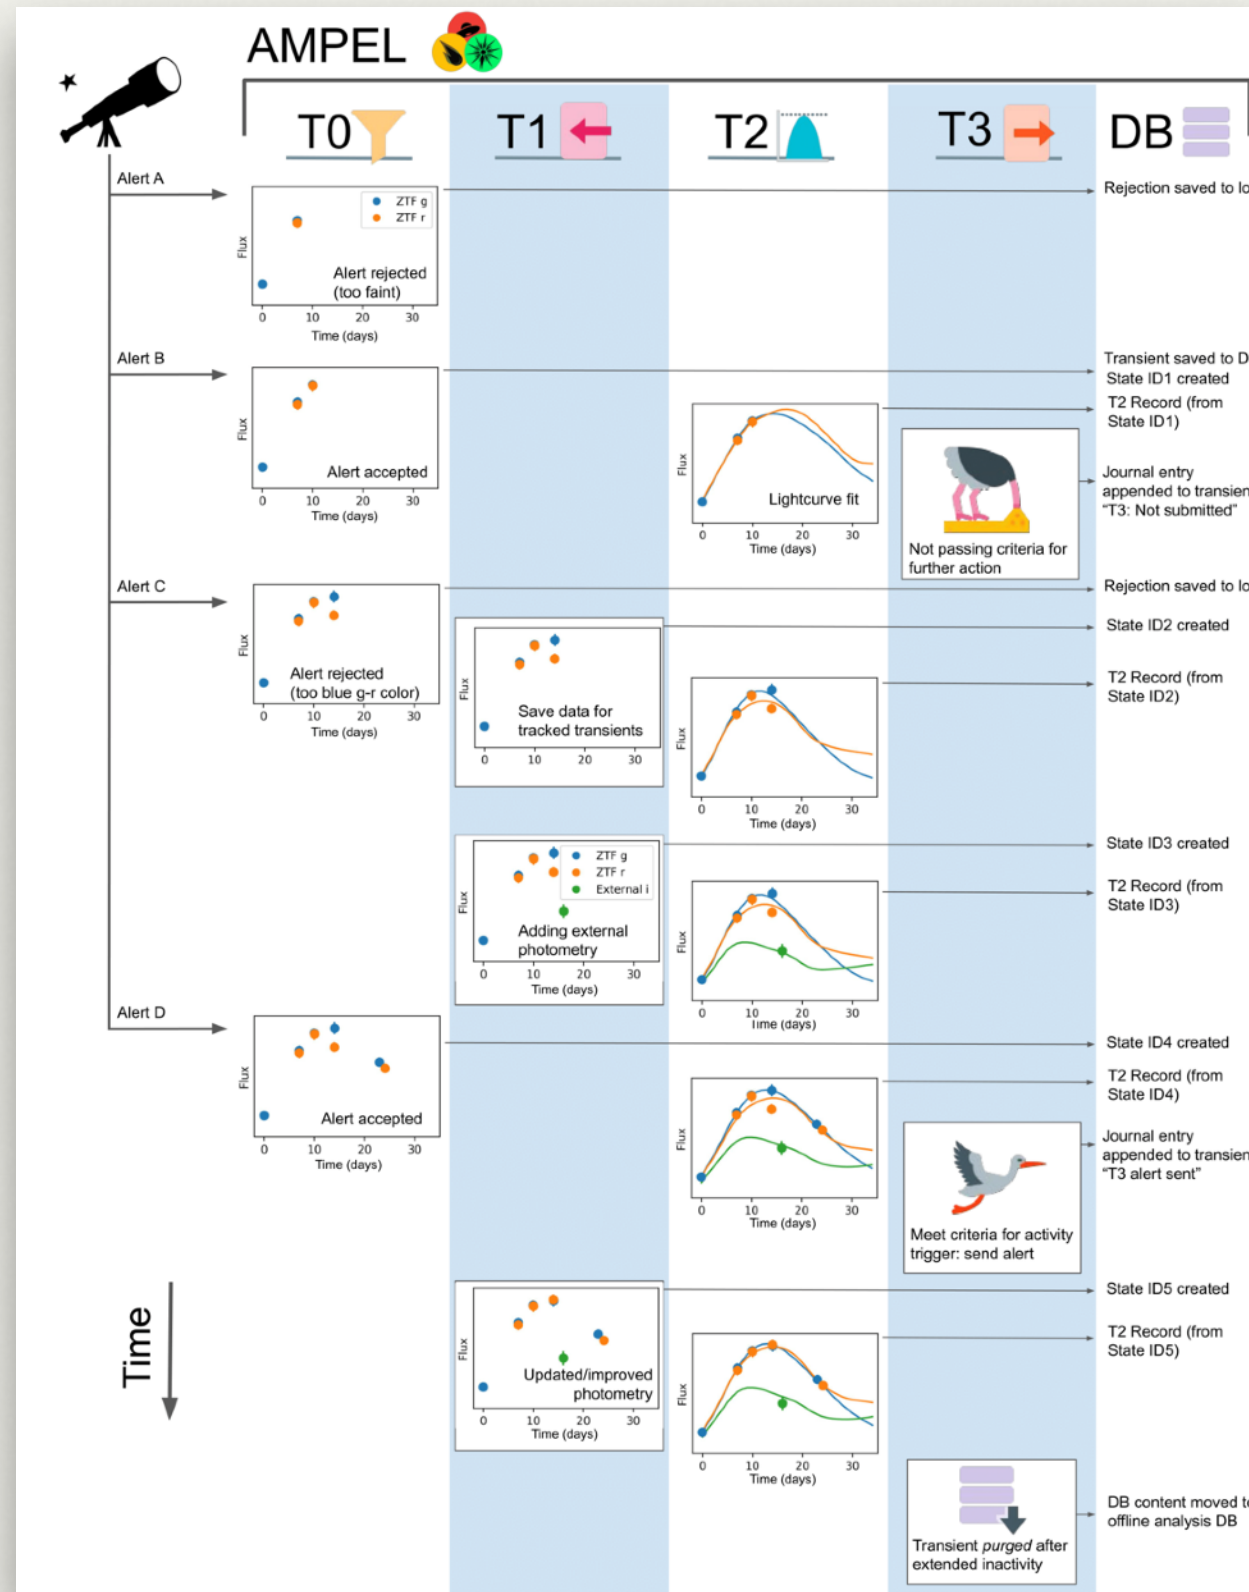 AMPEL
T0
T1
T2
T3
DB
Alert A
Flux
ZTF g
ZTF r
Alert rejected
(too faint)
0 10 20 30
Time (days)
Rejection saved to
Alert B
Flux
Alert accepted
0 10 20 30
Time (days)
Transient saved to
State ID1 created
Flux
Lightcurve fit
0 10 20 30
Time (days)
T2 Record (from
State ID1)
Not passing criteria for
further action
Journal entry
appended to
"T3: Not submitted"
Alert C
Flux
Alert rejected
(too blue g-r color)
0 10 20 30
Time (days)
Rejection saved to
Flux
Save data for
tracked transients
0 10 20 30
State ID2 created
Flux
0 10 20 30
Time (days)
T2 Record (from
State ID2)
Flux
ZTF g
ZTF r
External i
Adding external
photometry
0 10 20 30
Time (days)
State ID3 created
Flux
0 10 20 30
Time (days)
T2 Record (from
State ID3)
Alert D
Flux
Alert accepted
0 10 20 30
Time (days)
State ID4 created
Flux
0 10 20 30
Time (days)
T2 Record (from
State ID4)
Meet criteria for activity
trigger: send alert
Journal entry
appended to
"T3 alert sent"
Time
Flux
Updated/improved
photometry
0 10 20 30
Time (days)
State ID5 created
Flux
0 10 20 30
Time (days)
T2 Record (from
State ID5)
Transient purged after
extended inactivity
DB content moved
offline analysis DB